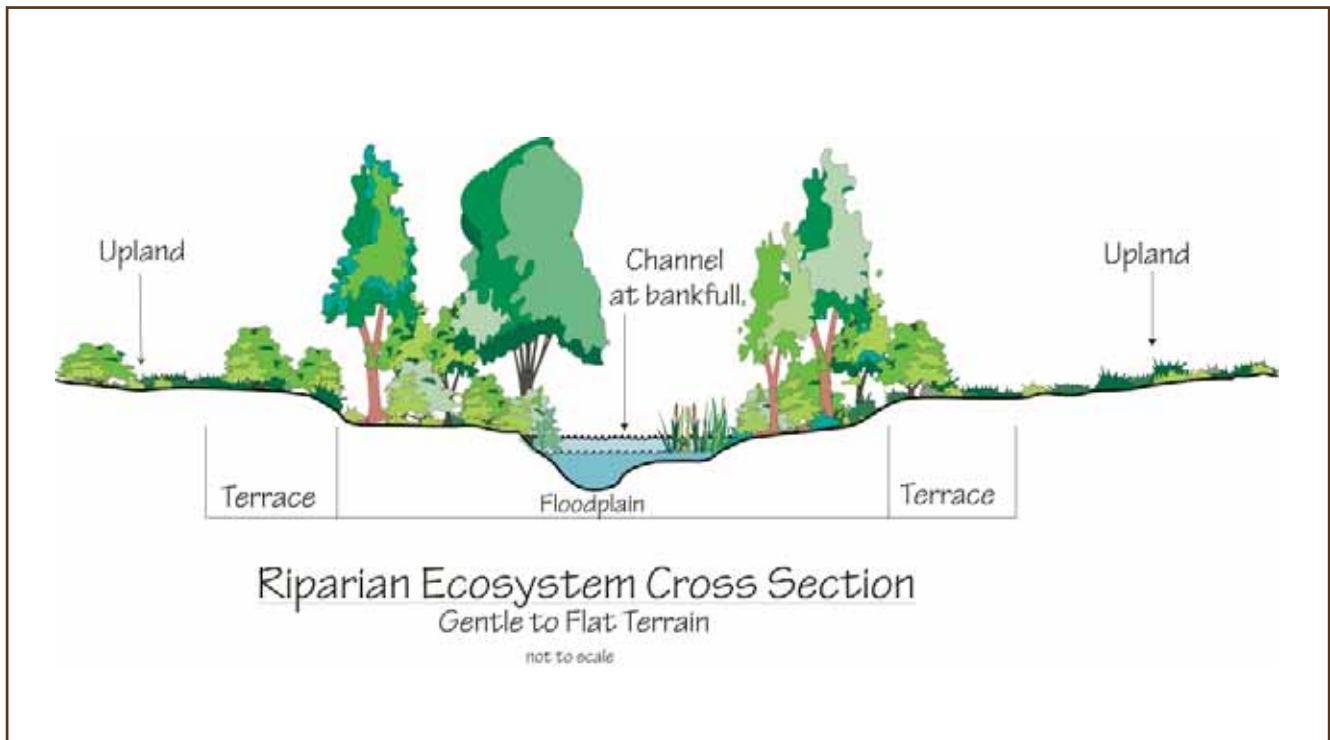 Upland
Channel
at bankfull.
Upland
Terrace
Floodplain
Terrace
Riparian Ecosystem Cross Section
Gentle to Flat Terrain
not to scale